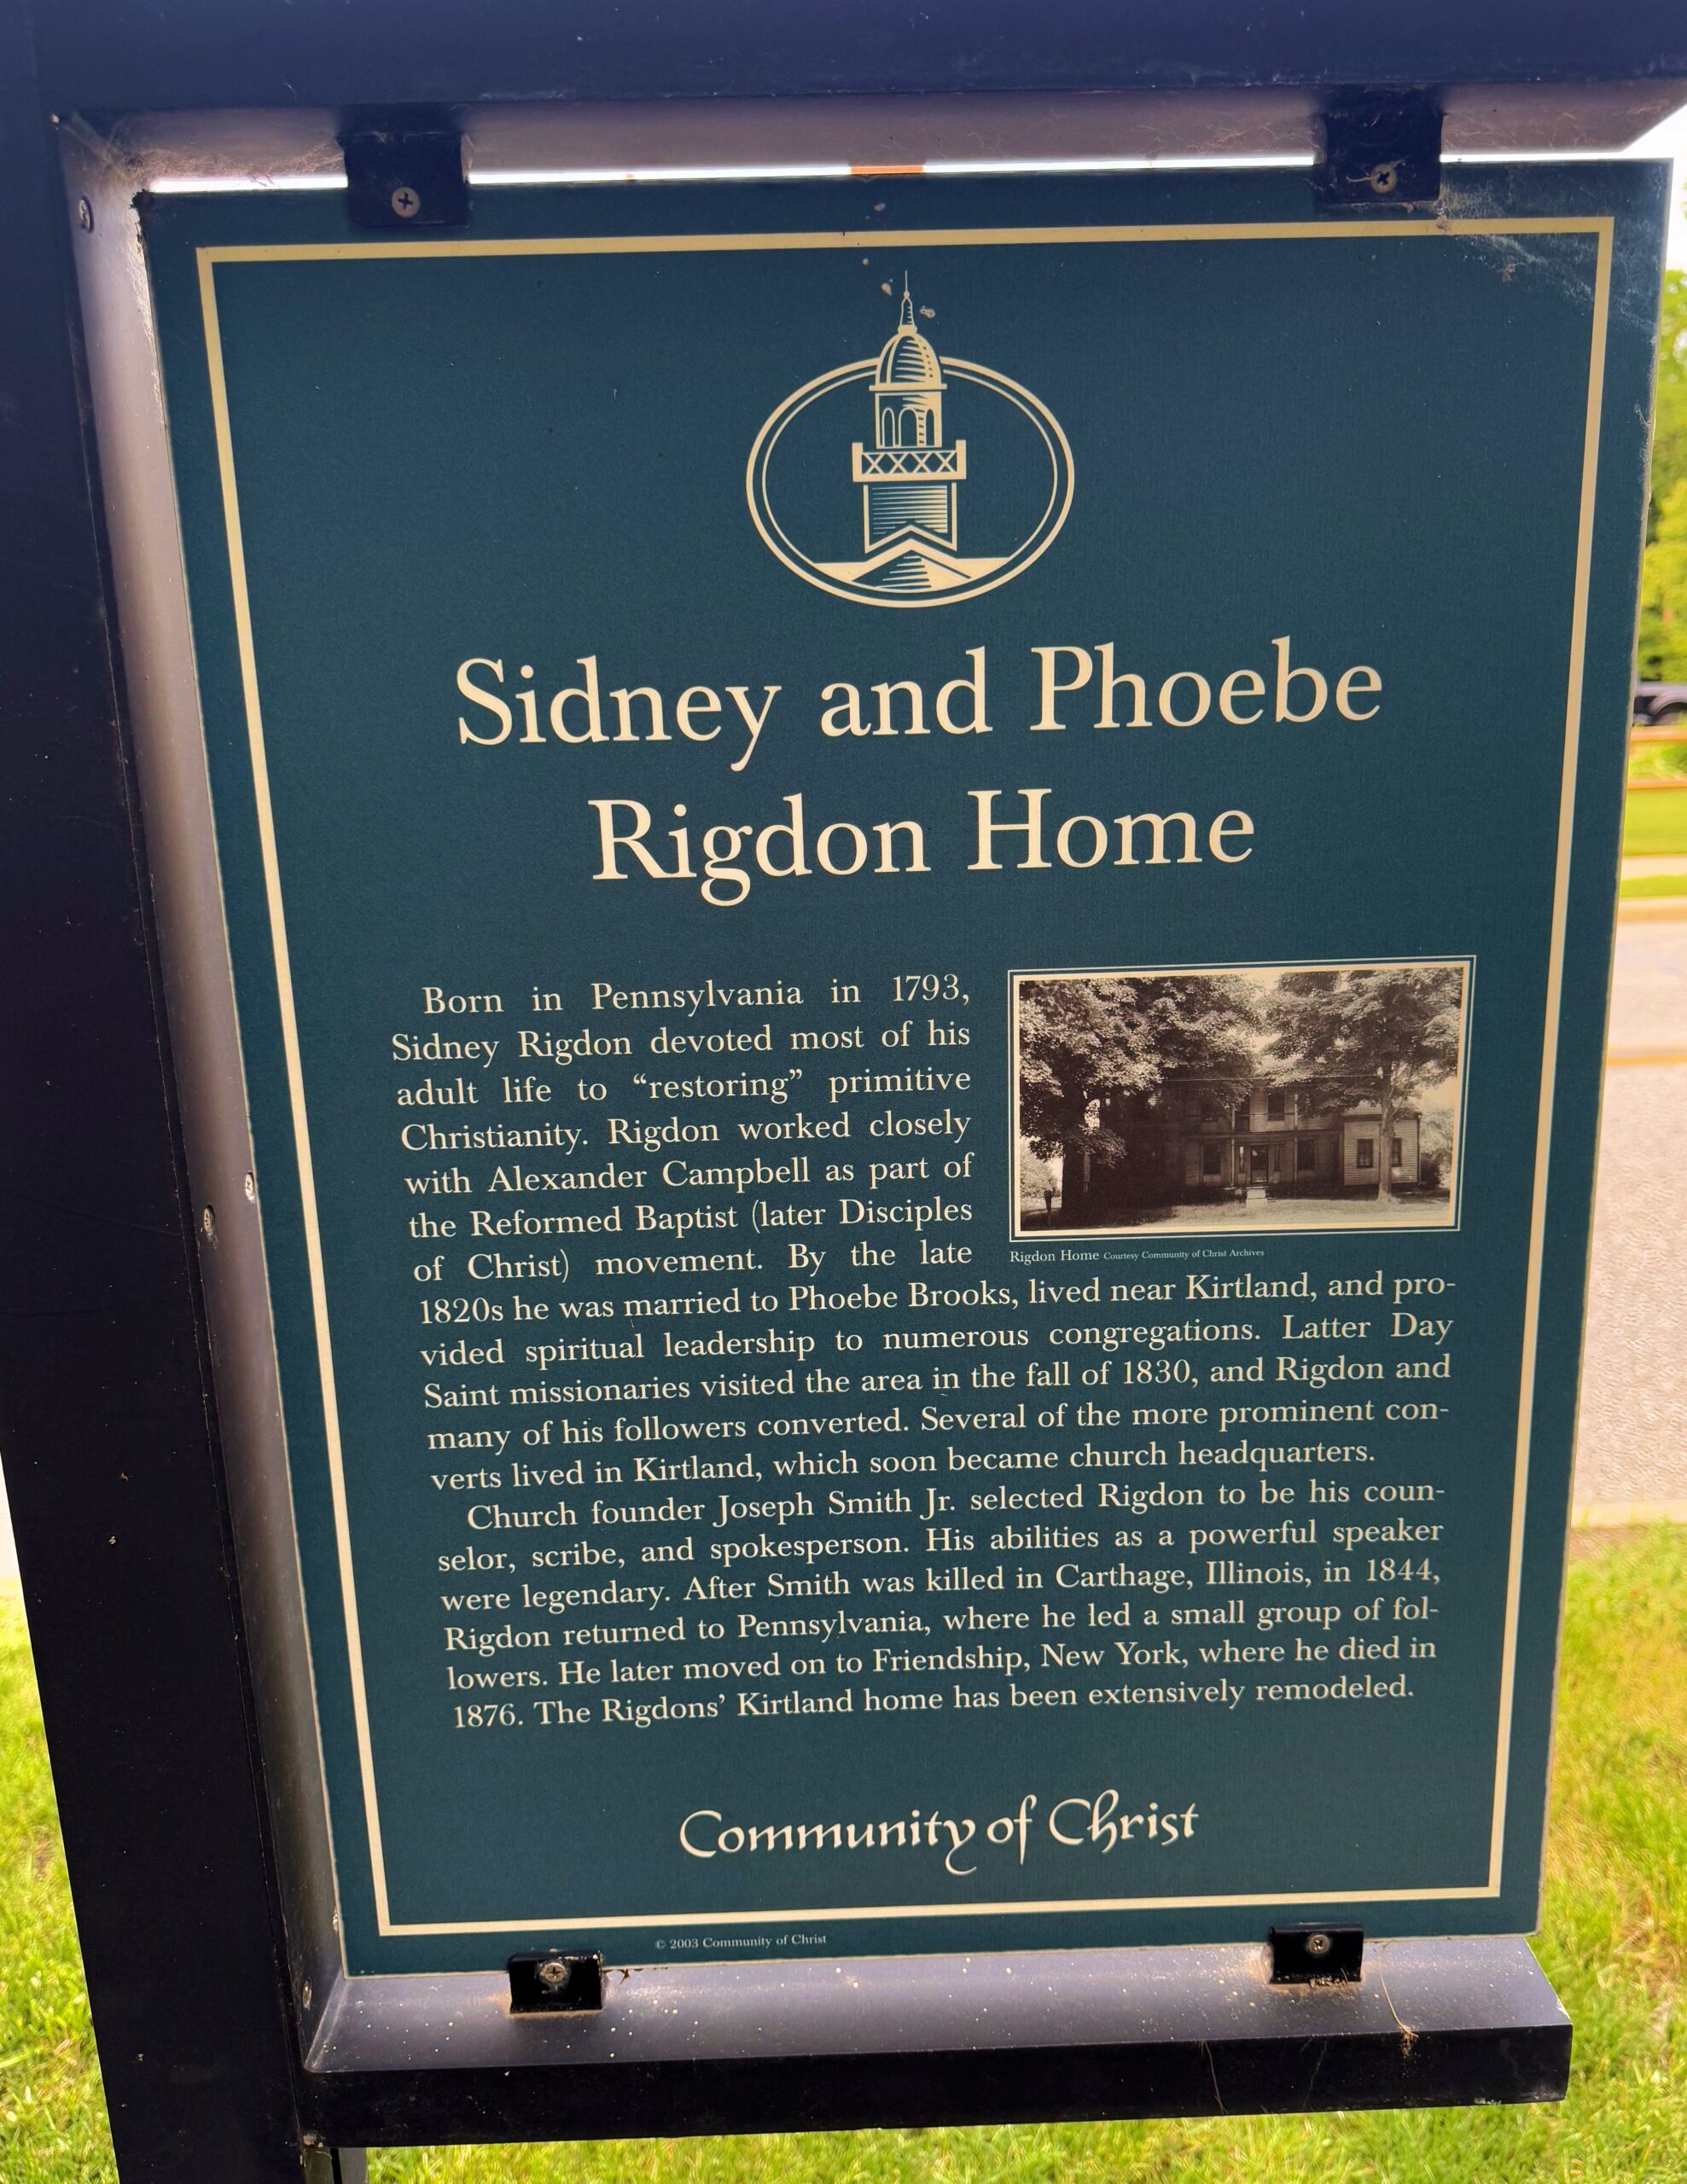 Sidney and Phoebe
Rigdon Home
Born in Pennsylvania in 1793,
Sidney Rigdon devoted most of his
adult life to “restoring” primitive
Christianity. Rigdon worked closely
with Alexander Campbell as part of
the Reformed Baptist (later Disciples
of Christ) movement. By the late
Rigdon Home Courtesy Community of Christ Archives
1820s he was married to Phoebe Brooks, lived near Kirtland, and pro-
vided spiritual leadership to numerous congregations. Latter Day
Saint missionaries visited the area in the fall of 1830, and Rigdon and
many of his followers converted. Several of the more prominent con-
verts lived in Kirtland, which soon became church headquarters.
Church founder Joseph Smith Jr. selected Rigdon to be his coun-
selor, scribe, and spokesperson. His abilities as a powerful speaker
were legendary. After Smith was killed in Carthage, Illinois, in 1844,
Rigdon returned to Pennsylvania, where he led a small group of fol-
lowers. He later moved on to Friendship, New York, where he died in
1876. The Rigdons’ Kirtland home has been extensively remodeled.
Community of Christ
© 2003 Community of Christ